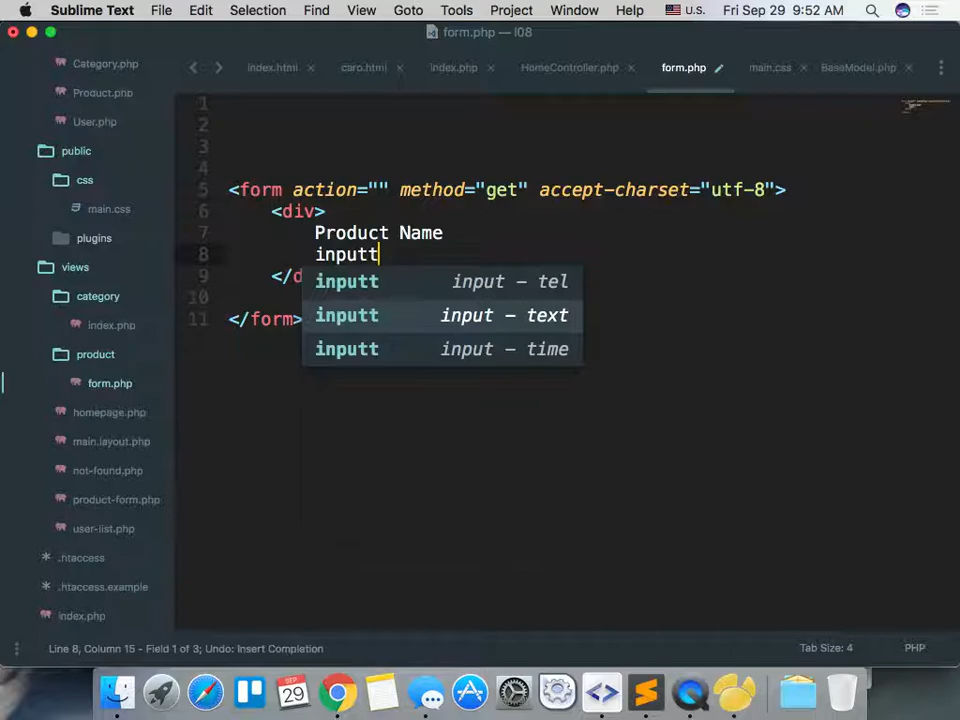 Sublime Text File Edit Selection Find View Goto Tools Project Window Help U.S. Fri Sep 29 9:52 AM
form.php — l08
index.html caro.html index.php HomeController.php form.php main.css BaseModel.php
Category.php
Product.php
User.php
public
css
main.css
plugins
views
category
index.php
product
form.php
homepage.php
main.layout.php
not-found.php
product-form.php
user-list.php
.htaccess
.htaccess.example
index.php
1
2
3
4
5 <form action="" method="get" accept-charset="utf-8">
6 <div>
7 Product Name
8 inputt
9 </d
10
11 </form>
inputt input – tel
inputt input – text
inputt input – time
Line 8, Column 15 - Field 1 of 3; Undo: Insert Completion Tab Size: 4 PHP
SEP
29